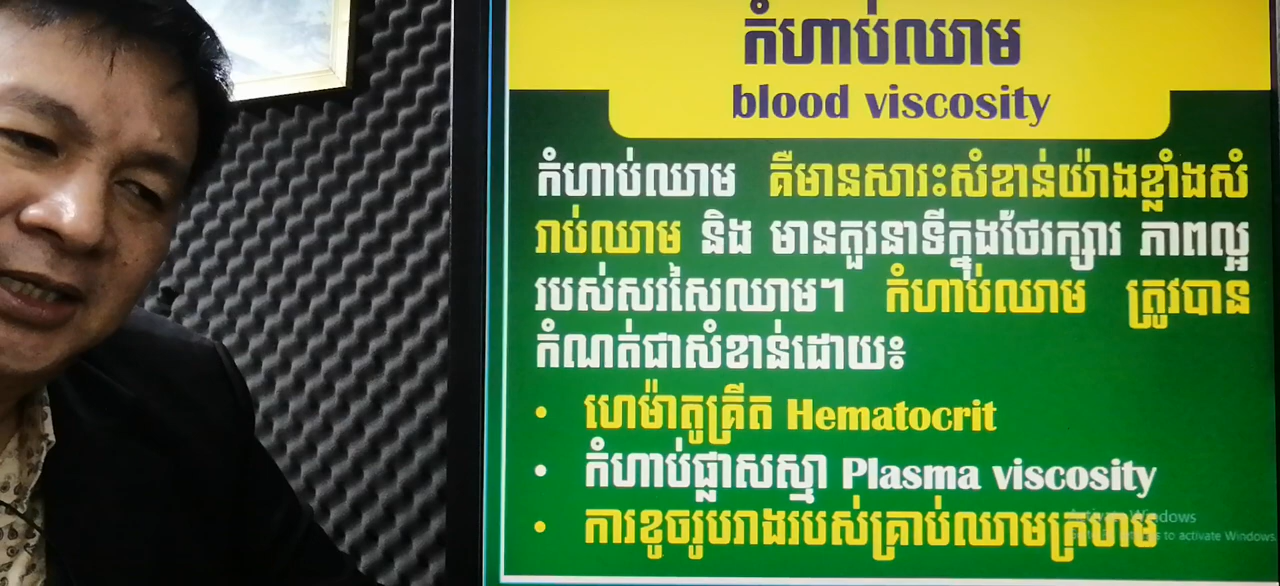 កំហាប់ឈាម
blood viscosity
កំហាប់ឈាម គឺមានសារះសំខាន់យ៉ាងខ្លាំងសំ
រាប់ឈាម និង មានតួរនាទីក្នុងថែរក្សារ ភាពល្អ
របស់សរសៃឈាម។ កំហាប់ឈាម ត្រូវបាន
កំណត់ជាសំខាន់ដោយ៖
• ហេម៉ាតូគ្រីត Hematocrit
• កំហាប់ផ្លាសស្មា Plasma viscosity
• ការខូចរូបរាងរបស់គ្រាប់ឈាមក្រហម
Activate Windows
to activate Windows.